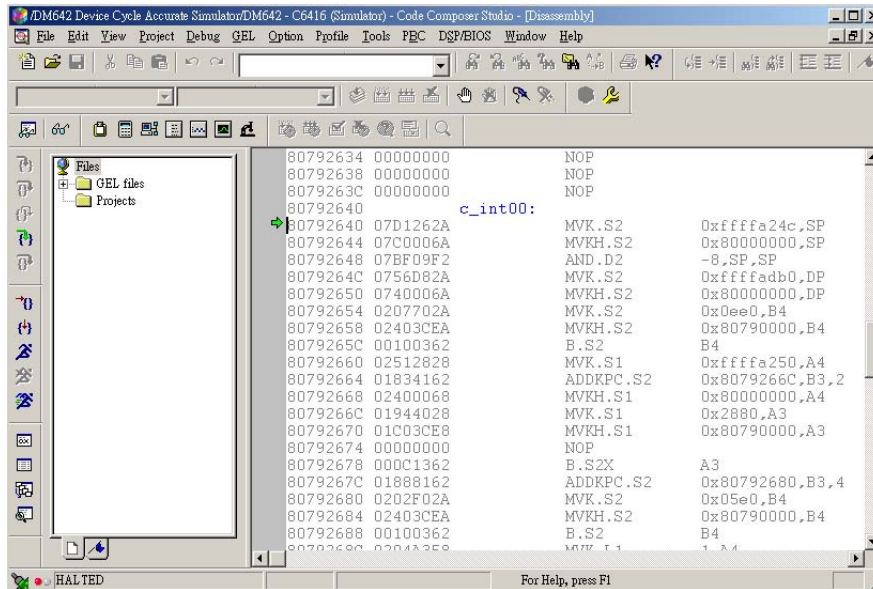 /DM642 Device Cycle Accurate Simulator/DM642 - C6416 (Simulator) - Code Composer Studio - [Disassembly]
File Edit View Project Debug GEL Option Profile Tools PBC DSP/BIOS Window Help
Files
GEL files
Projects
80792634 00000000 NOP
80792638 00000000 NOP
8079263C 00000000 NOP
80792640 c_int00:
80792640 07D1262A MVK.S2 0xffffa24c,SP
80792644 07C0006A MVKH.S2 0x80000000,SP
80792648 07BF09F2 AND.D2 -8,SP,SP
8079264C 0756D82A MVK.S2 0xffffadb0,DP
80792650 0740006A MVKH.S2 0x80000000,DP
80792654 0207702A MVK.S2 0x0ee0,B4
80792658 02403CEA MVKH.S2 0x80790000,B4
8079265C 00100362 B.S2 B4
80792660 02512828 MVK.S1 0xffffa250,A4
80792664 01834162 ADDKPC.S2 0x8079266C,B3,2
80792668 02400068 MVKH.S1 0x80000000,A4
8079266C 01944028 MVK.S1 0x2880,A3
80792670 01C03CE8 MVKH.S1 0x80790000,A3
80792674 00000000 NOP
80792678 000C1362 B.S2X A3
8079267C 01888162 ADDKPC.S2 0x80792680,B3,4
80792680 0202F02A MVK.S2 0x05e0,B4
80792684 02403CEA MVKH.S2 0x80790000,B4
80792688 00100362 B.S2 B4
8079268C 0204A358 MVK.L1 1,A4
HALTED
For Help, press F1